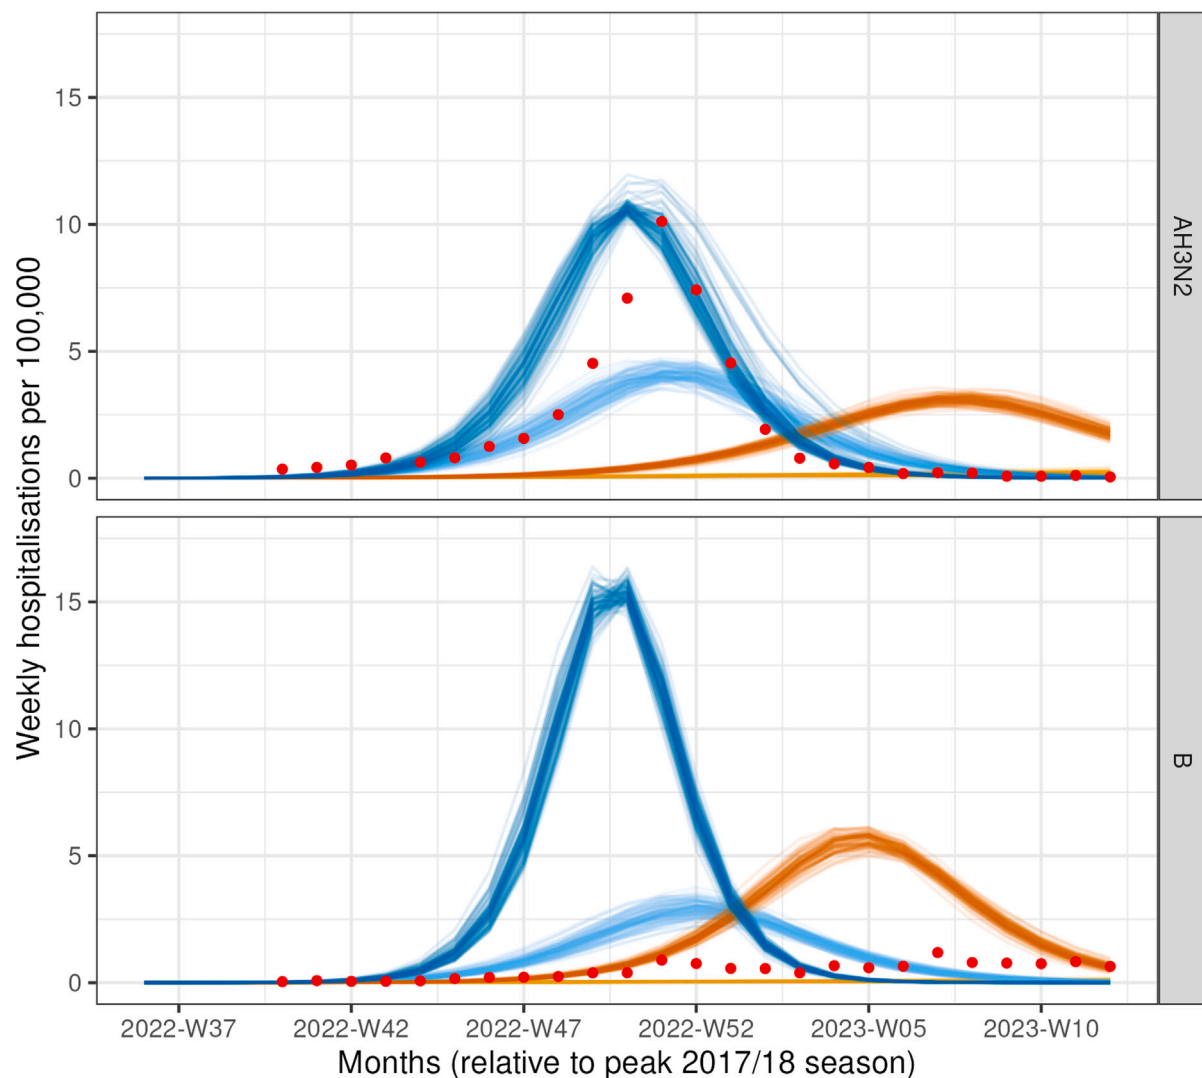 15
10
5
0
AH3N2
15
10
5
0
B
Weekly hospitalisations per 100,000
2022-W37 2022-W42 2022-W47 2022-W52 2023-W05 2023-W10
Months (relative to peak 2017/18 season)